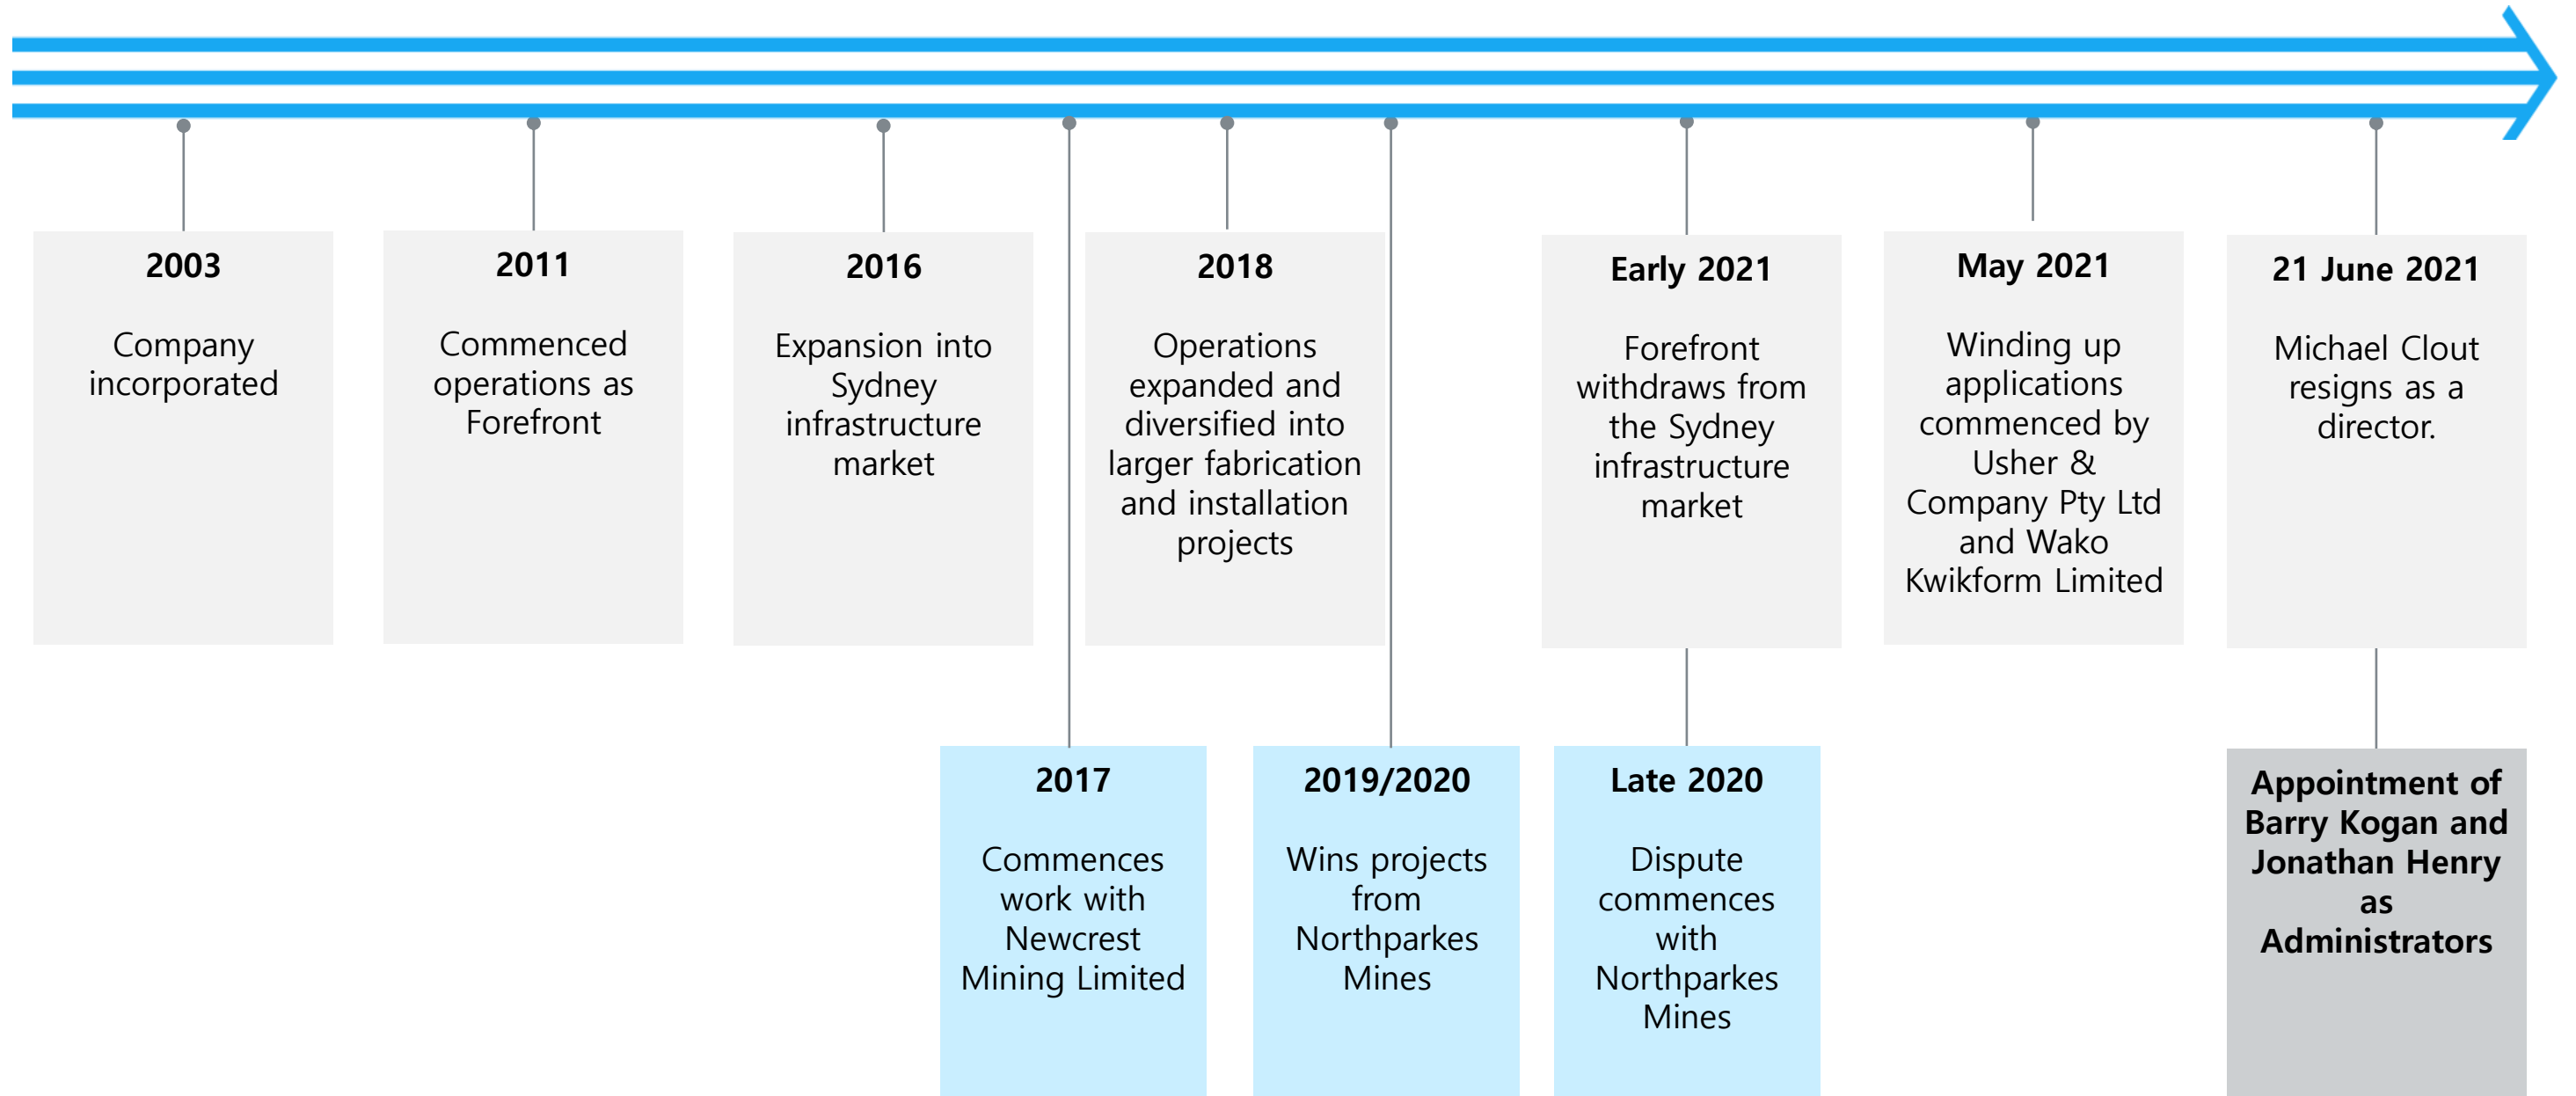 2003
Company
incorporated
2011
Commenced
operations as
Forefront
2016
Expansion into
Sydney
infrastructure
market
2018
Operations
expanded and
diversified into
larger fabrication
and installation
projects
Early 2021
Forefront
withdraws from
the Sydney
infrastructure
market
May 2021
Winding up
applications
commenced by
Usher &
Company Pty Ltd
and Wako
Kwikform Limited
21 June 2021
Michael Clout
resigns as a
director.
2017
Commences
work with
Newcrest
Mining Limited
2019/2020
Wins projects
from
Northparkes
Mines
Late 2020
Dispute
commences
with
Northparkes
Mines
Appointment of
Barry Kogan and
Jonathan Henry
as
Administrators